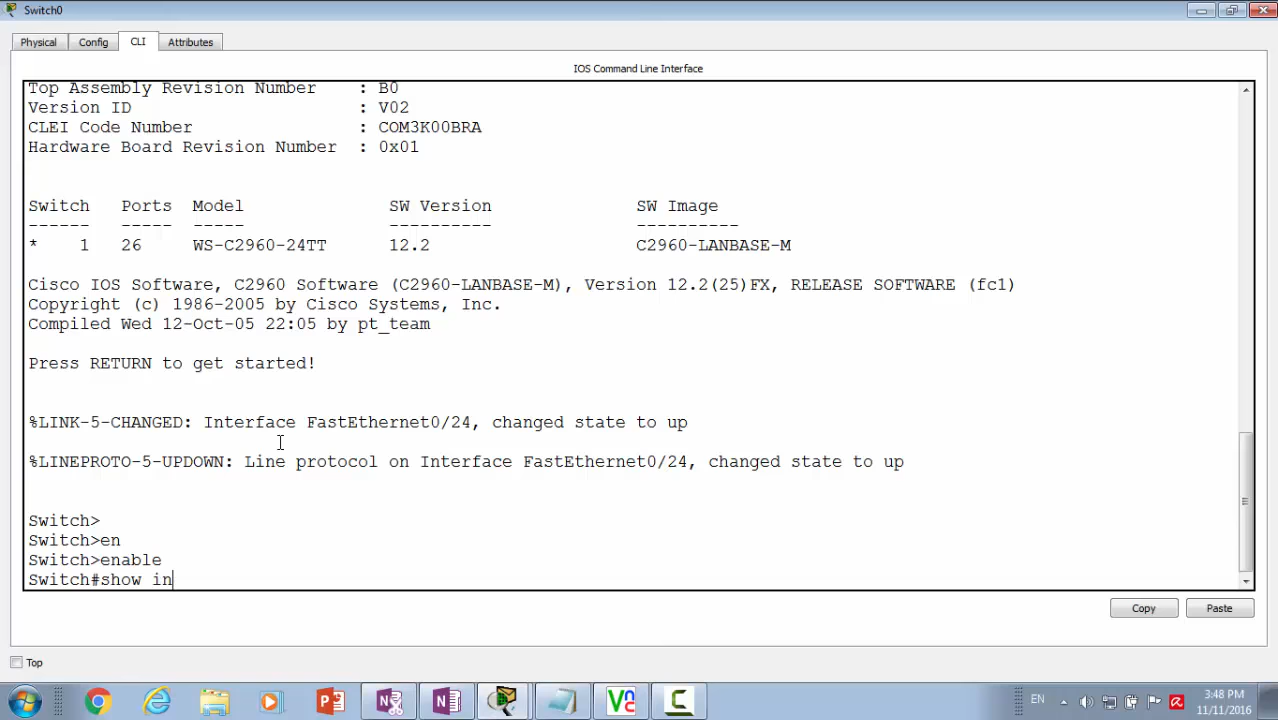 Switch0
Physical Config CLI Attributes
IOS Command Line Interface
Top Assembly Revision Number : B0
Version ID : V02
CLEI Code Number : COM3K00BRA
Hardware Board Revision Number : 0x01
Switch Ports Model SW Version SW Image
------ ----- ----- ---------- ----------
* 1 26 WS-C2960-24TT 12.2 C2960-LANBASE-M
Cisco IOS Software, C2960 Software (C2960-LANBASE-M), Version 12.2(25)FX, RELEASE SOFTWARE (fc1)
Copyright (c) 1986-2005 by Cisco Systems, Inc.
Compiled Wed 12-Oct-05 22:05 by pt_team
Press RETURN to get started!
%LINK-5-CHANGED: Interface FastEthernet0/24, changed state to up
%LINEPROTO-5-UPDOWN: Line protocol on Interface FastEthernet0/24, changed state to up
Switch>
Switch>en
Switch>enable
Switch#show in
Copy Paste
Top
EN 3:48 PM
11/11/2016